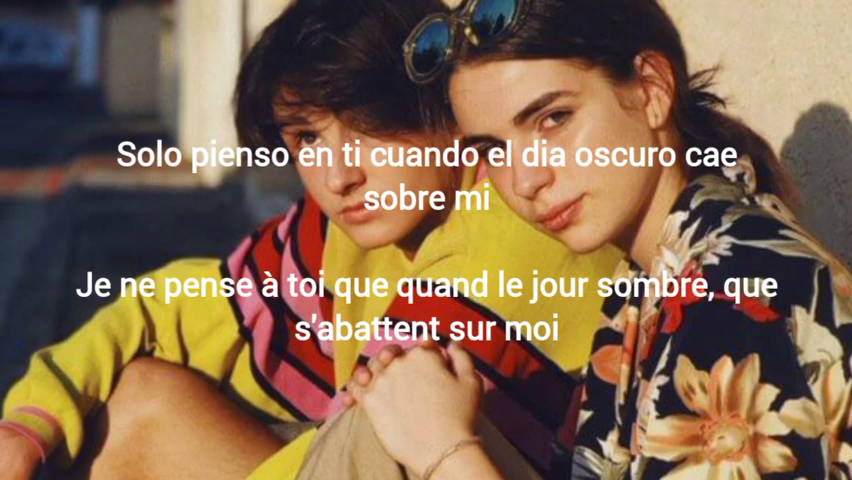 Solo pienso en ti cuando el dia oscuro cae
sobre mi
Je ne pense à toi que quand le jour sombre, que
s'abattent sur moi